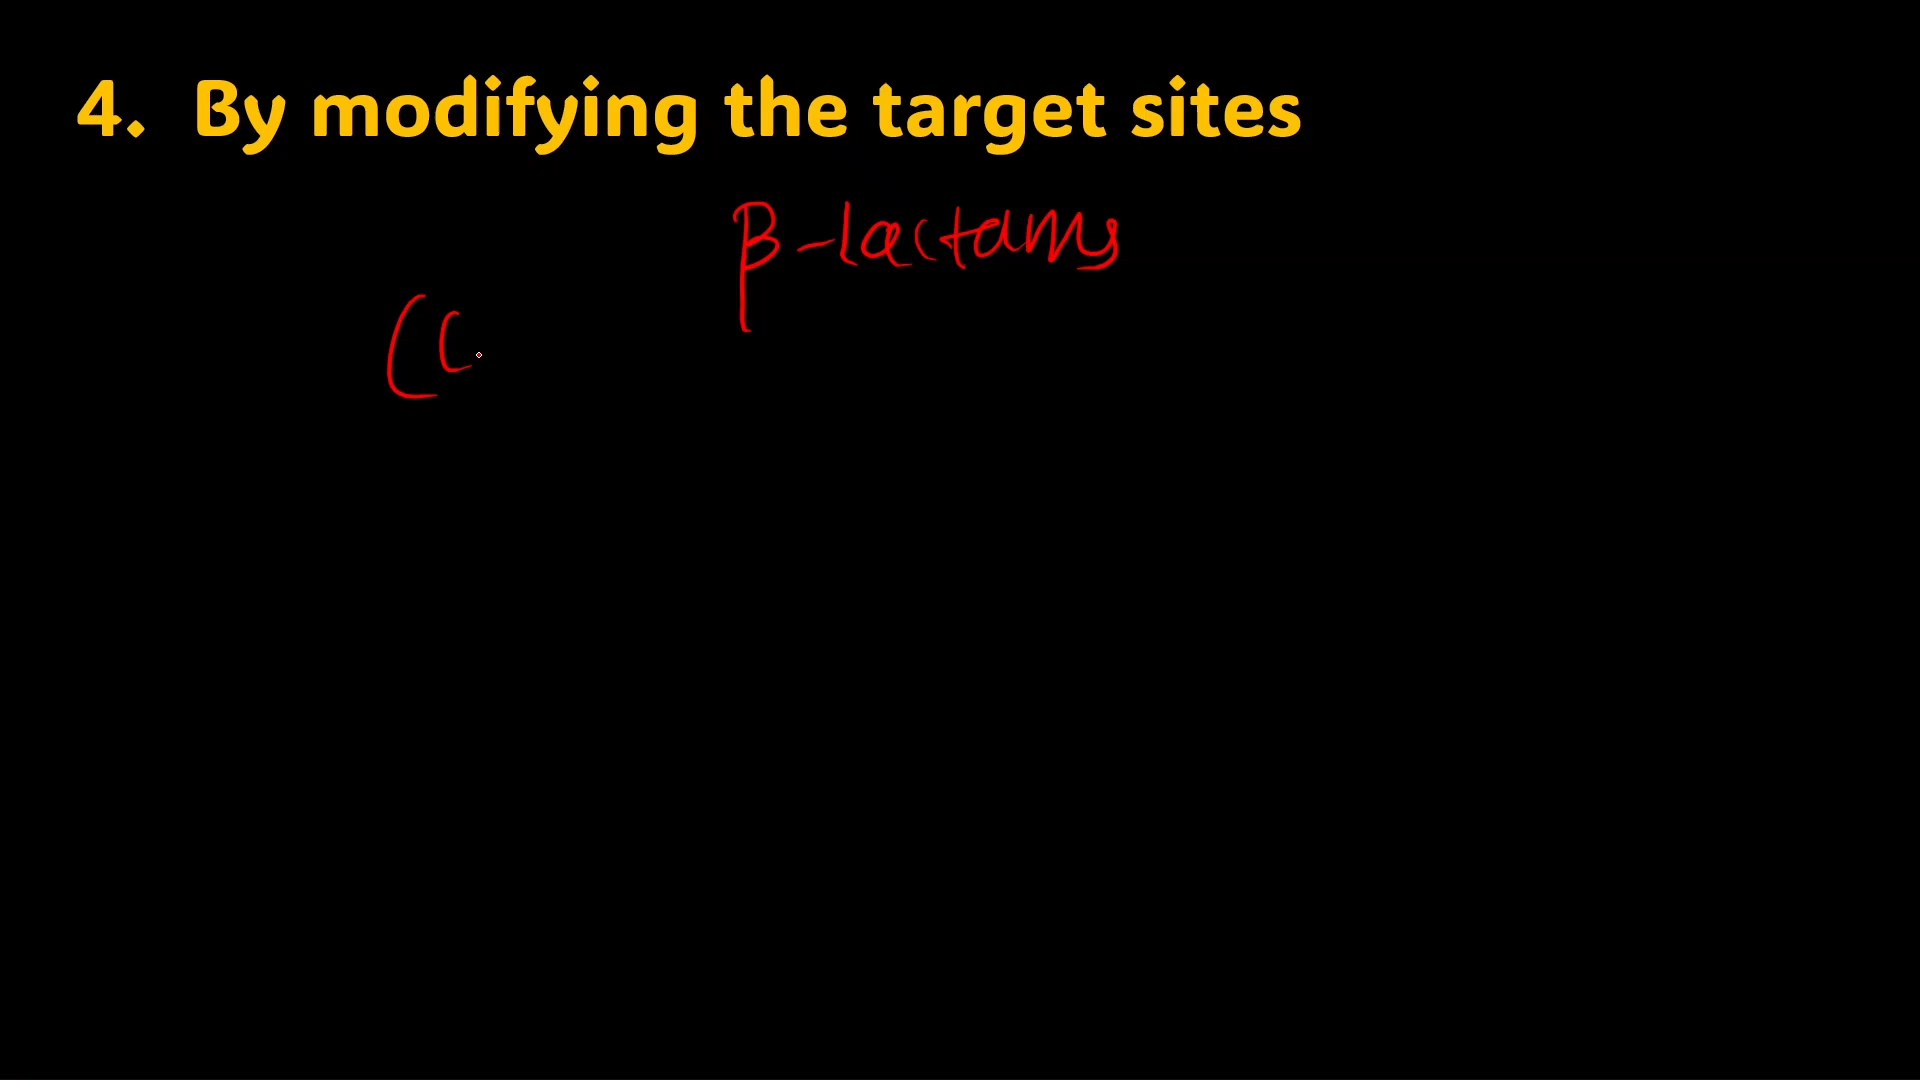 4. By modifying the target sites
β-lactams
(C